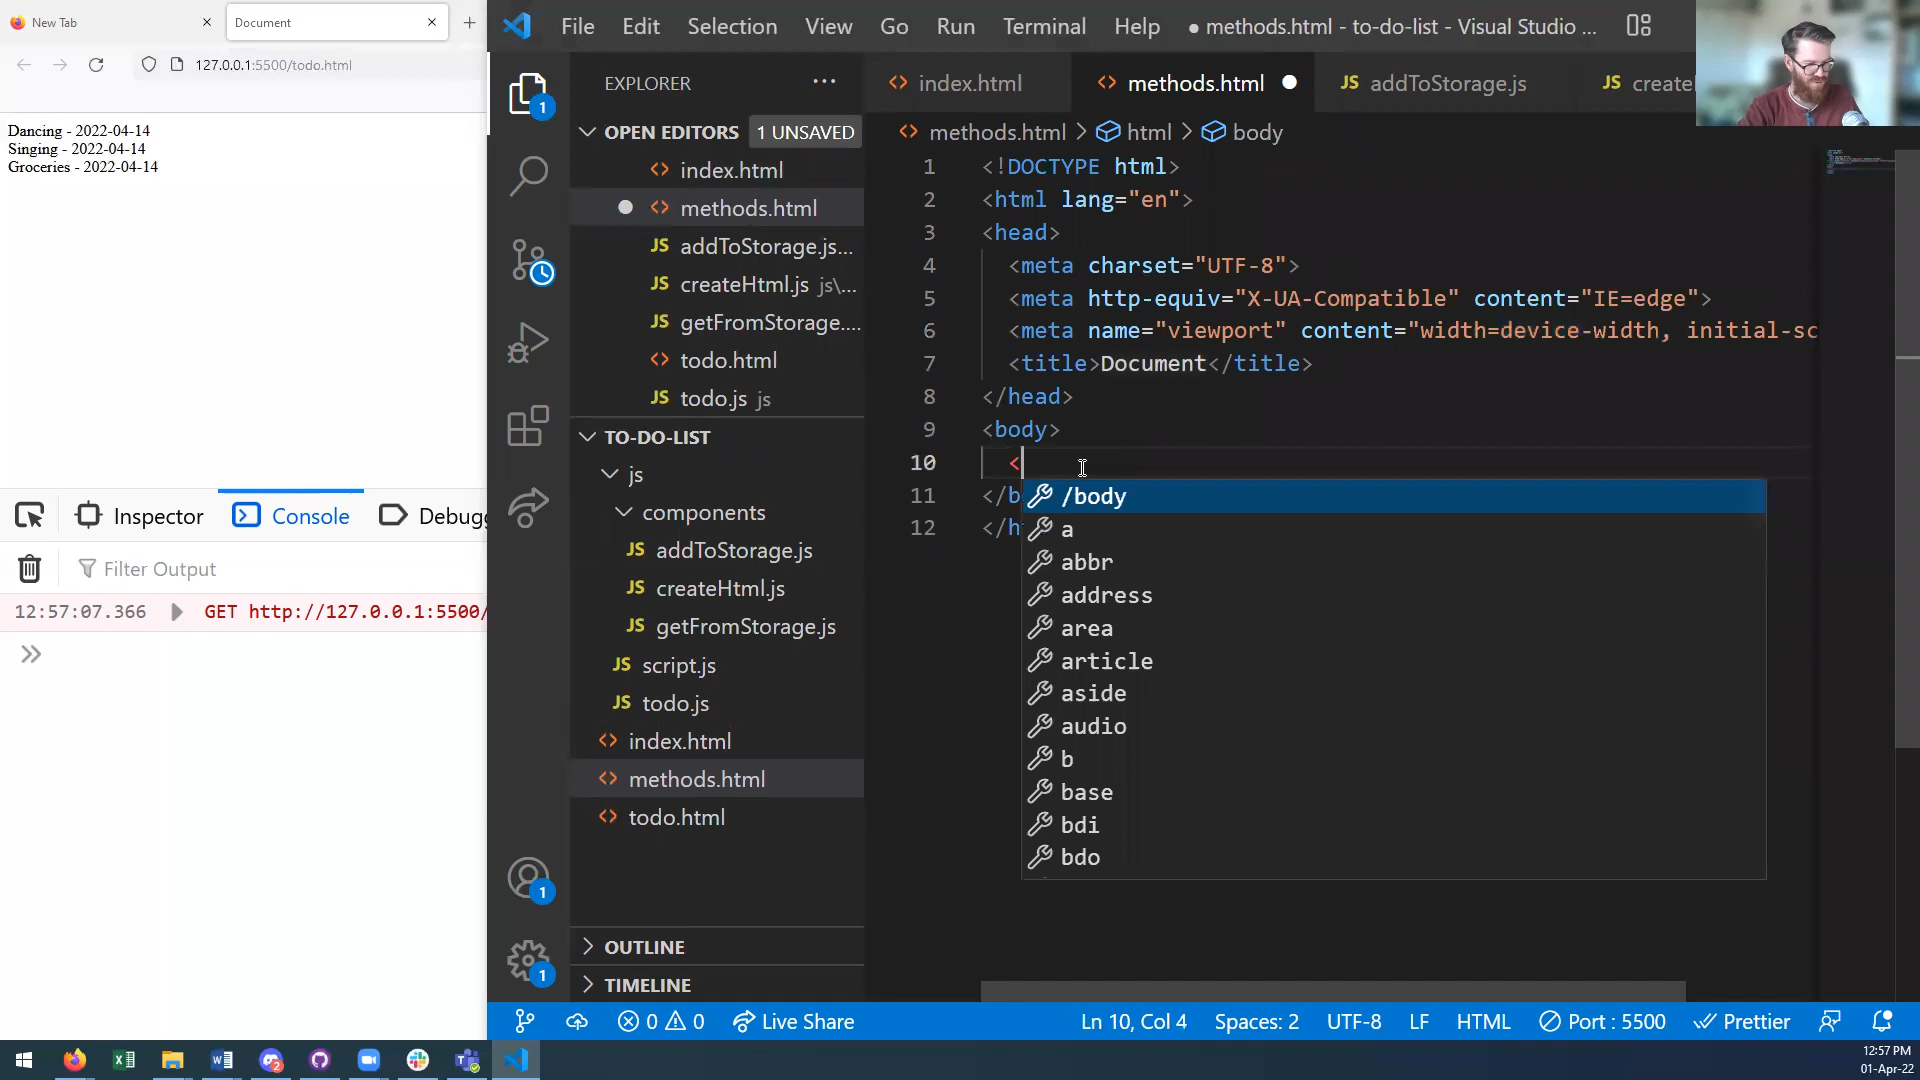 New Tab
Document
127.0.0.1:5500/todo.html
Dancing - 2022-04-14
Singing - 2022-04-14
Groceries - 2022-04-14
Inspector
Console
Debugg
Filter Output
12:57:07.366 GET http://127.0.0.1:5500/
File Edit Selection View Go Run Terminal Help
● methods.html - to-do-list - Visual Studio ...
EXPLORER
OPEN EDITORS 1 UNSAVED
index.html
methods.html
addToStorage.js...
createHtml.js js\...
getFromStorage....
todo.html
todo.js js
TO-DO-LIST
js
components
addToStorage.js
createHtml.js
getFromStorage.js
script.js
todo.js
index.html
methods.html
todo.html
OUTLINE
TIMELINE
index.html
methods.html
JS addToStorage.js
JS create
methods.html > html > body
1 <!DOCTYPE html>
2 <html lang="en">
3 <head>
4 <meta charset="UTF-8">
5 <meta http-equiv="X-UA-Compatible" content="IE=edge">
6 <meta name="viewport" content="width=device-width, initial-sc
7 <title>Document</title>
8 </head>
9 <body>
10 <
11 </b
12 </h
/body
a
abbr
address
area
article
aside
audio
b
base
bdi
bdo
0 0 Live Share Ln 10, Col 4 Spaces: 2 UTF-8 LF HTML Port : 5500 Prettier
12:57 PM
01-Apr-22